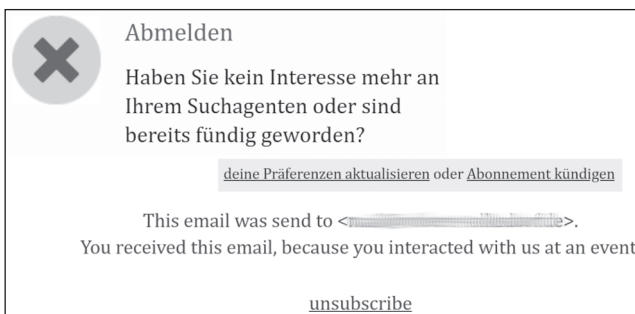 Abmelden
Haben Sie kein Interesse mehr an
Ihrem Suchagenten oder sind
bereits fündig geworden?
deine Präferenzen aktualisieren oder Abonnement kündigen
This email was send to < e>.
You received this email, because you interacted with us at an event
unsubscribe